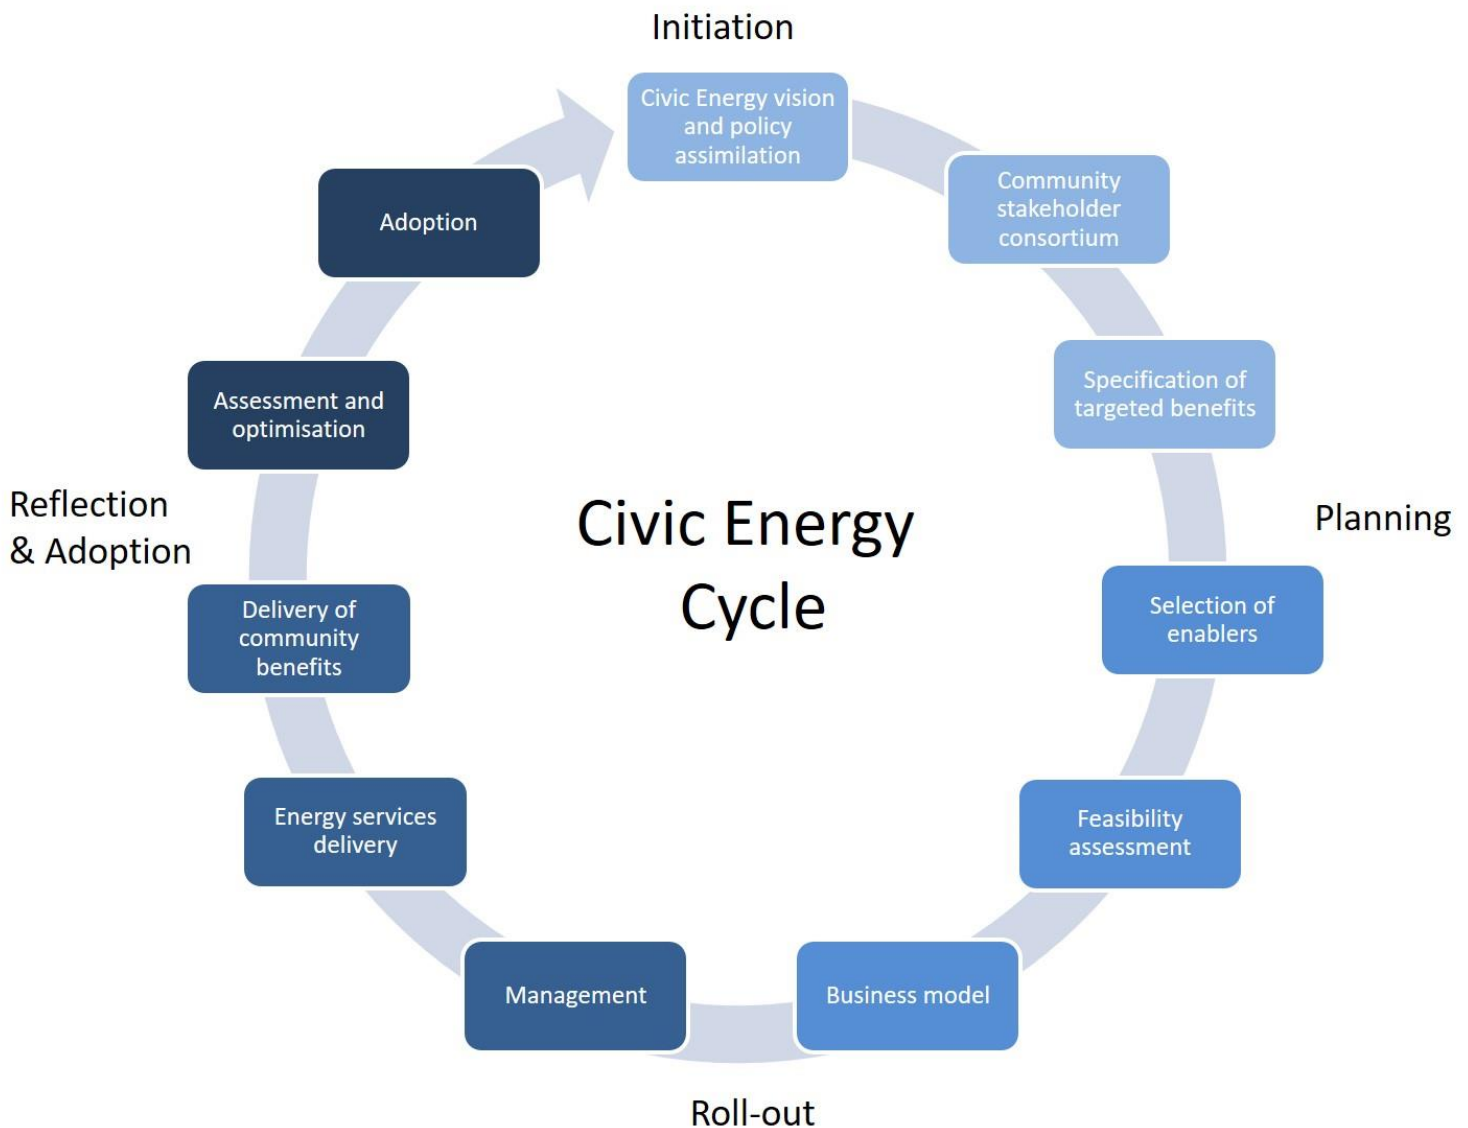 Initiation
Civic Energy vision
and policy
assimilation
Community
stakeholder
consortium
Specification of
targeted benefits
Planning
Selection of
enablers
Feasibility
assessment
Business model
Roll-out
Management
Energy services
delivery
Delivery of
community
benefits
Reflection
& Adoption
Assessment and
optimisation
Adoption
Civic Energy
Cycle